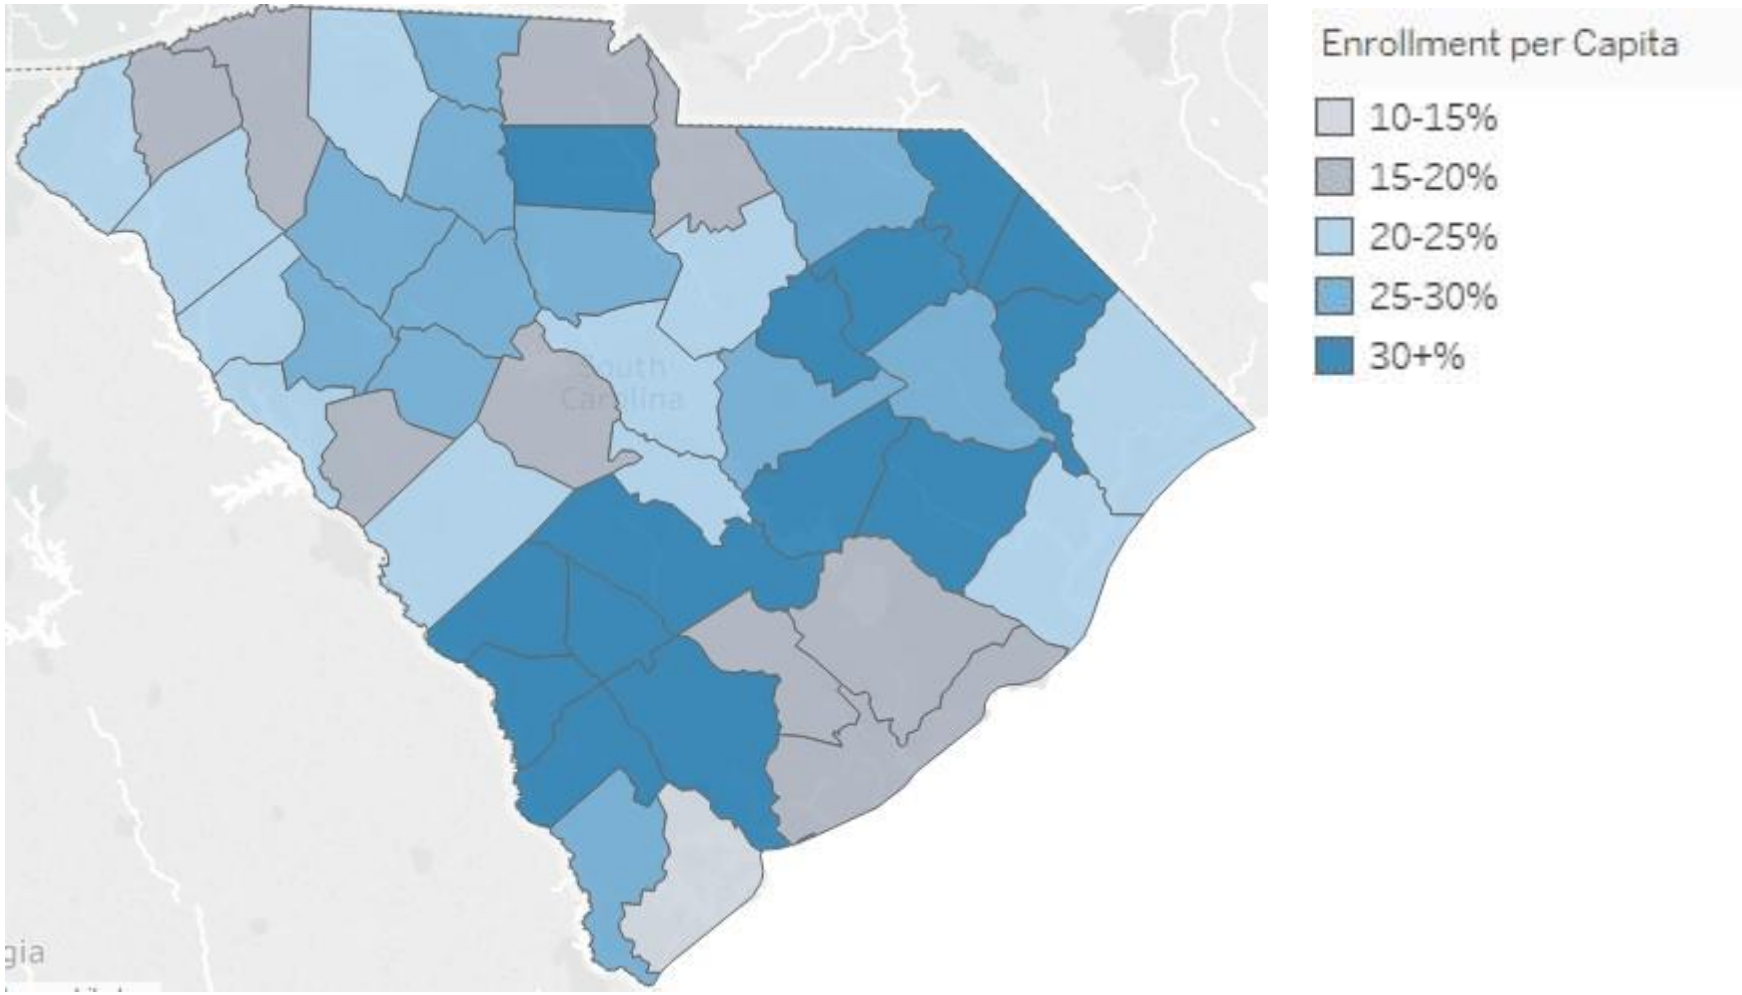 Enrollment per Capita
10-15%
15-20%
20-25%
25-30%
30+%
South
Carolina
gia